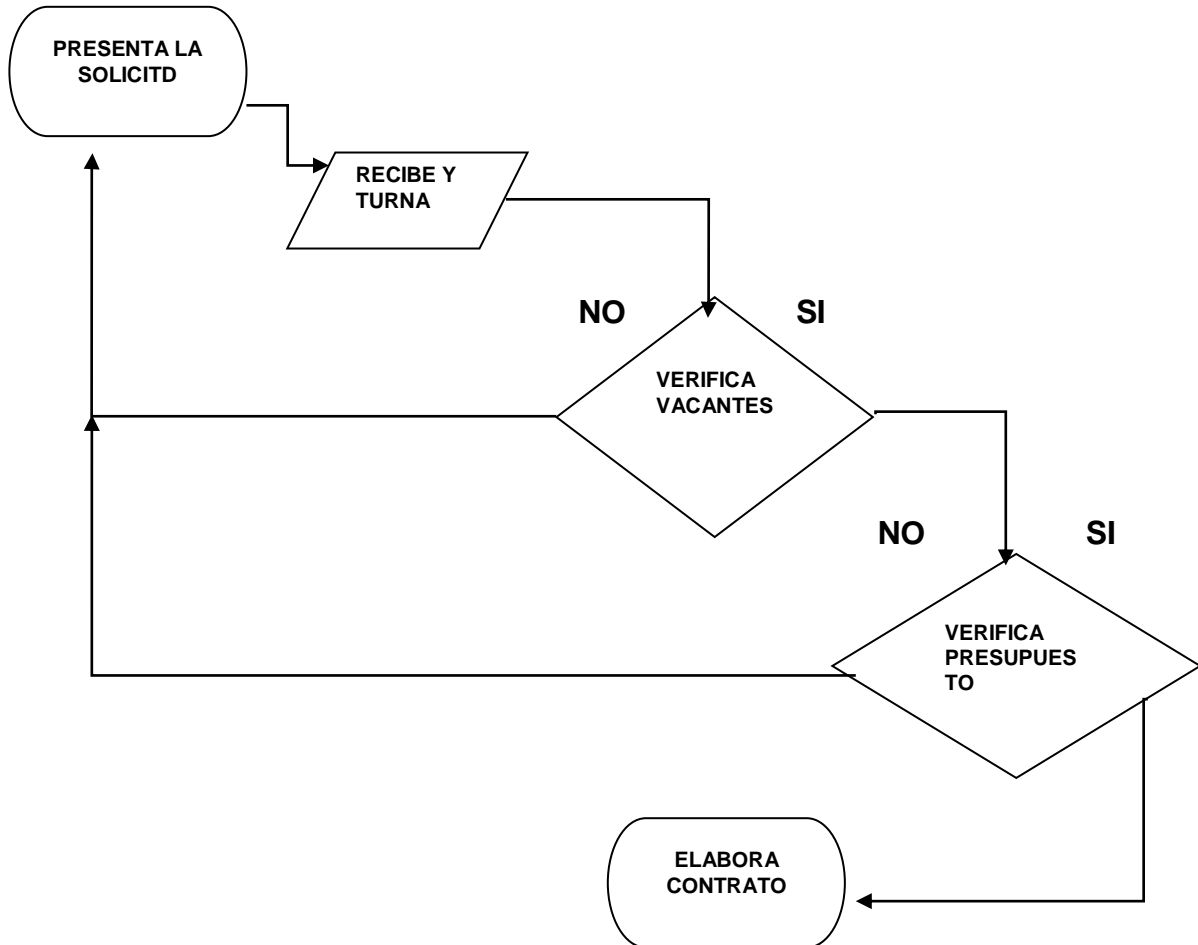 PRESENTA LA
SOLICITD
RECIBE Y
TURNA
NO
SI
VERIFICA
VACANTES
NO
SI
VERIFICA
PRESUPUES
TO
ELABORA
CONTRATO